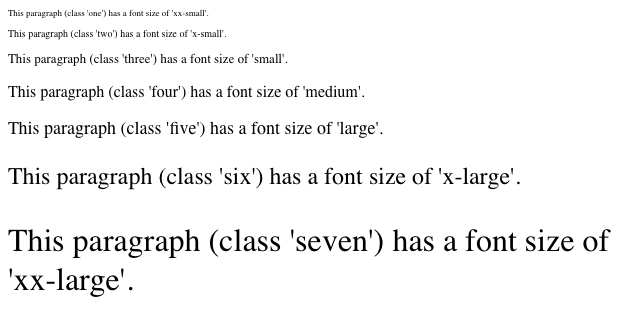 This paragraph (class 'one') has a font size of 'xx-small'.
This paragraph (class 'two') has a font size of 'x-small'.
This paragraph (class 'three') has a font size of 'small'.
This paragraph (class 'four') has a font size of 'medium'.
This paragraph (class 'five') has a font size of 'large'.
This paragraph (class 'six') has a font size of 'x-large'.
This paragraph (class 'seven') has a font size of
'xx-large'.